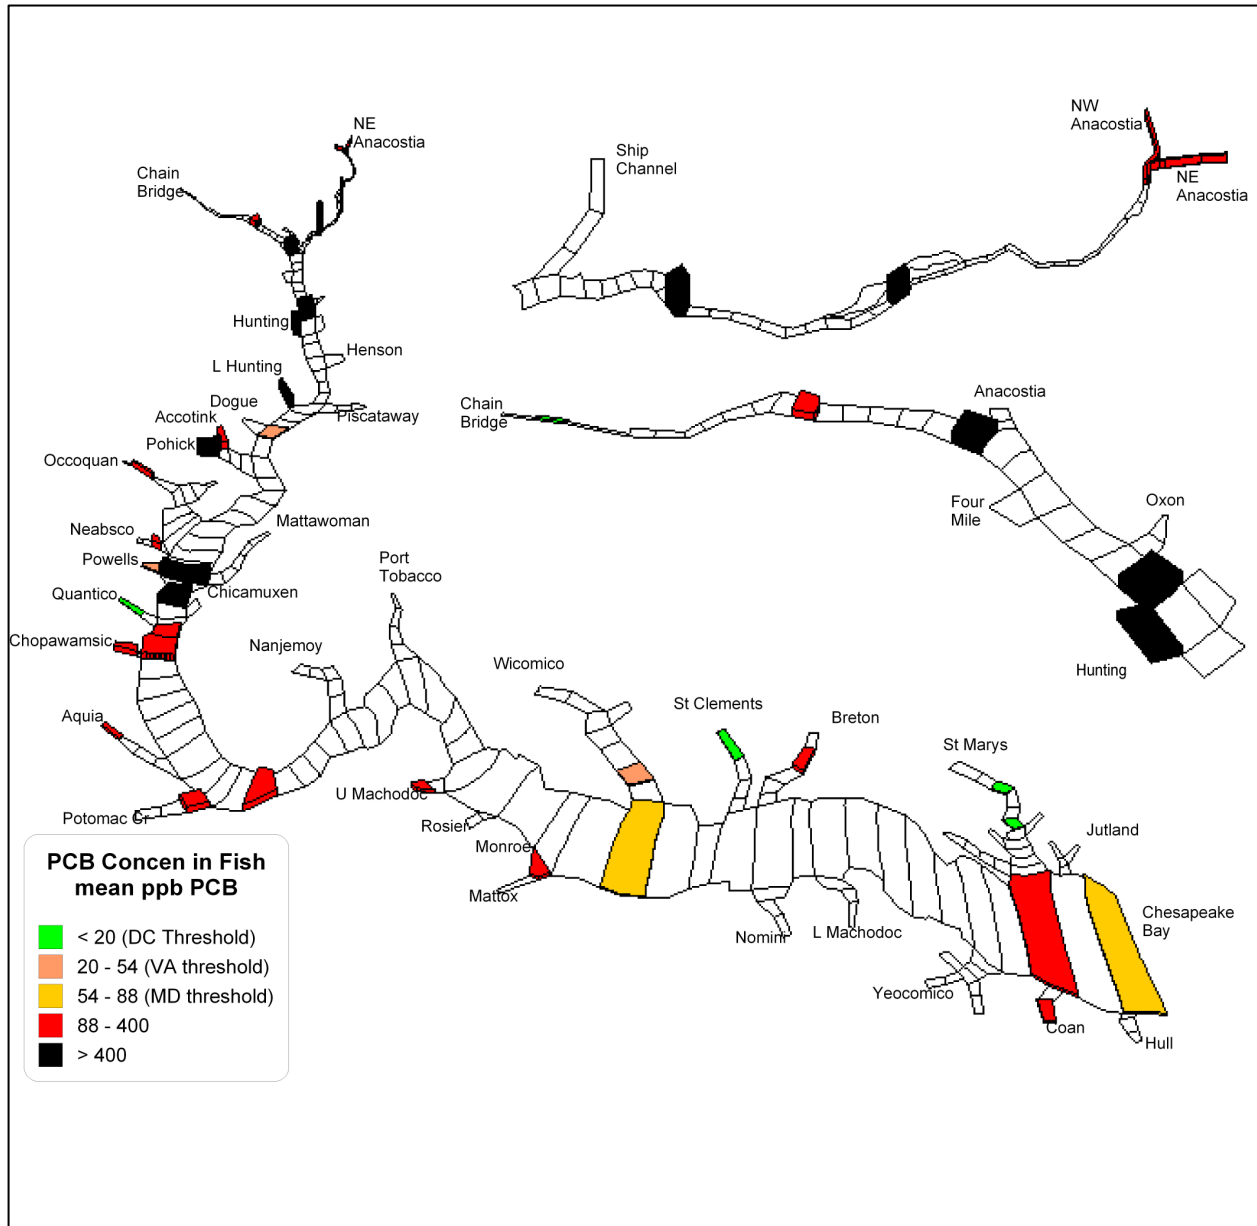 NE
Anacostia
Chain
Bridge
Ship
Channel
NW
Anacostia
NE
Anacostia
Hunting
Henson
L Hunting
Dogue
Piscataway
Accotink
Pohick
Occoquan
Neabsco
Mattawoman
Powells
Quantico
Chicamuxen
Chopawamsic
Chain
Bridge
Anacostia
Four
Mile
Oxon
Hunting
Port
Tobacco
Nanjemoy
Aquia
Potomac Cr
Wicomico
St Clements
Breton
St Marys
U Machodoc
Rosier
Monroe
Mattox
Jutland
Nomini
L Machodoc
Chesapeake
Bay
Yeocomico
Coan
Hull
PCB Concen in Fish
mean ppb PCB
< 20 (DC Threshold)
20 - 54 (VA threshold)
54 - 88 (MD threshold)
88 - 400
> 400